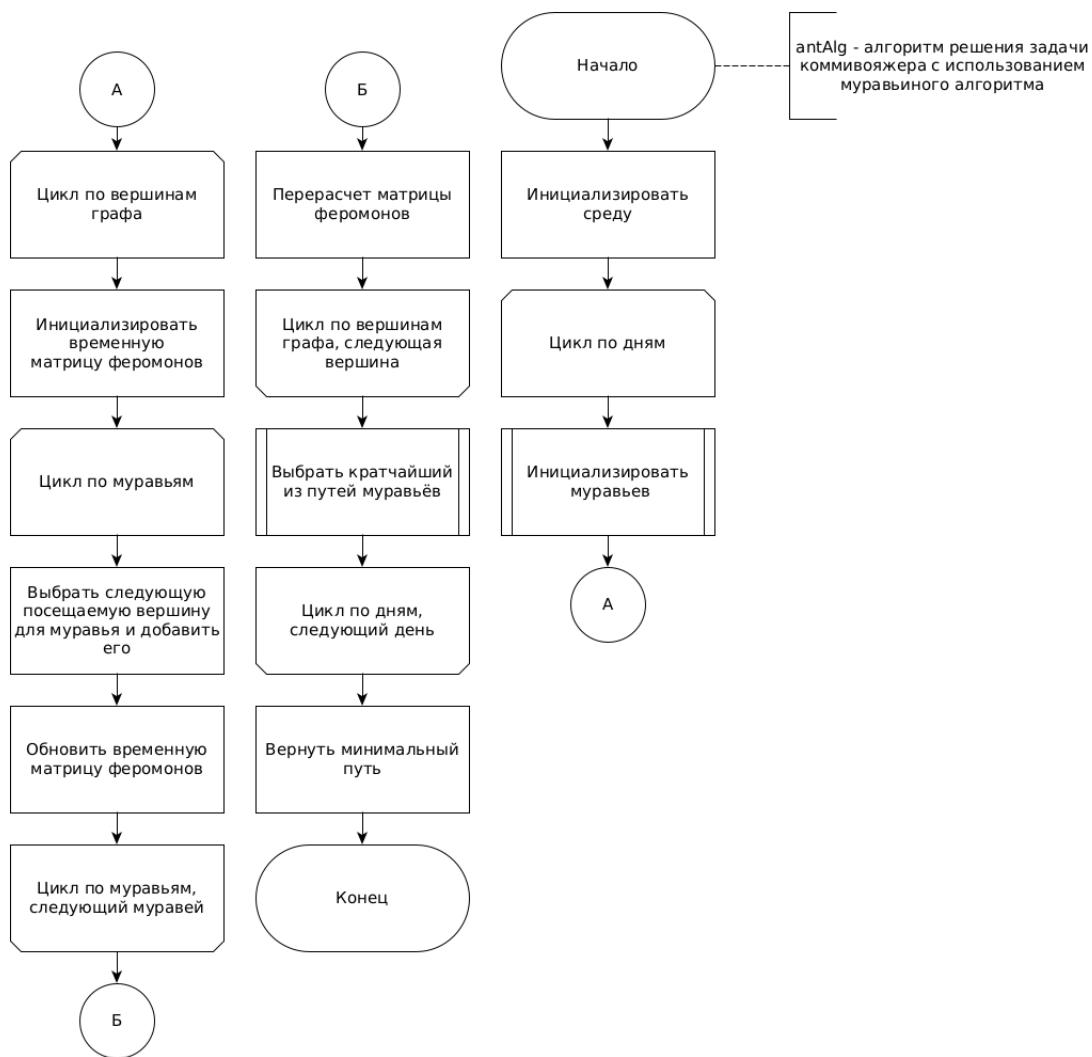 А
Цикл по вершинам
графа
Инициализировать
временную
матрицу феромонов
Цикл по муравьям
Выбрать следующую
посещаемую вершину
для муравья и добавить
его
Обновить временную
матрицу феромонов
Цикл по муравьям,
следующий муравей
Б
Б
Перерасчет матрицы
феромонов
Цикл по вершинам
графа, следующая
вершина
Выбрать кратчайший
из путей муравьёв
Цикл по дням,
следующий день
Вернуть минимальный
путь
Конец
Начало
antAlg - алгоритм решения задачи
коммивояжера с использованием
муравьиного алгоритма
Инициализировать
среду
Цикл по дням
Инициализировать
муравьев
А